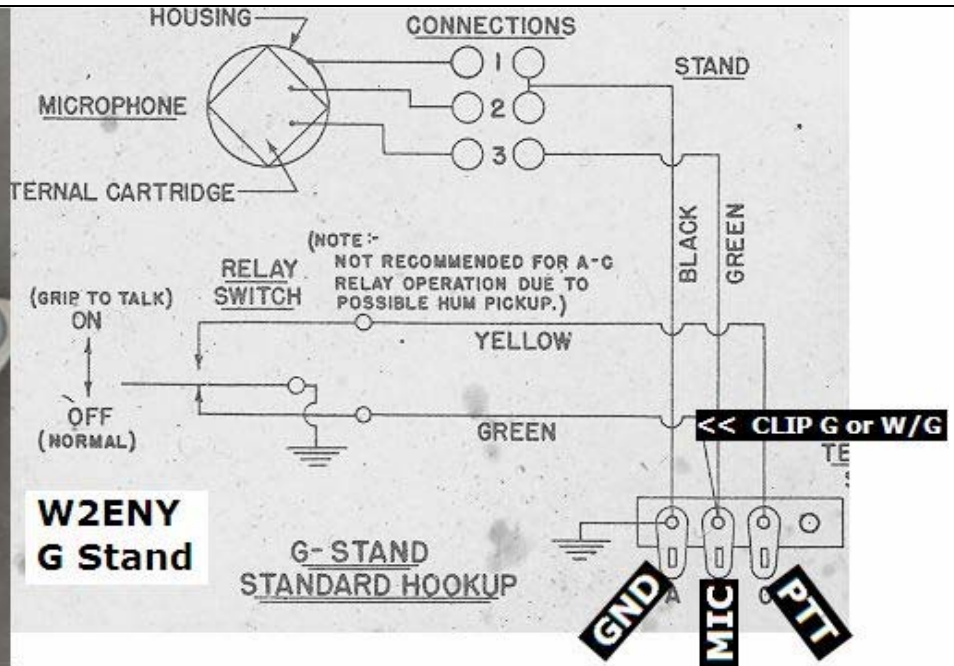 HOUSING
CONNECTIONS
1
STAND
MICROPHONE
2
3
TERNAL CARTRIDGE
BLACK
GREEN
(NOTE:-
NOT RECOMMENDED FOR A-C
RELAY OPERATION DUE TO
POSSIBLE HUM PICKUP.)
RELAY
SWITCH
(GRIP TO TALK)
ON
YELLOW
OFF
(NORMAL)
GREEN
<< CLIP G or W/G
TE
W2ENY
G Stand
G-STAND
STANDARD HOOKUP
A
C
GND
MIC
PTT